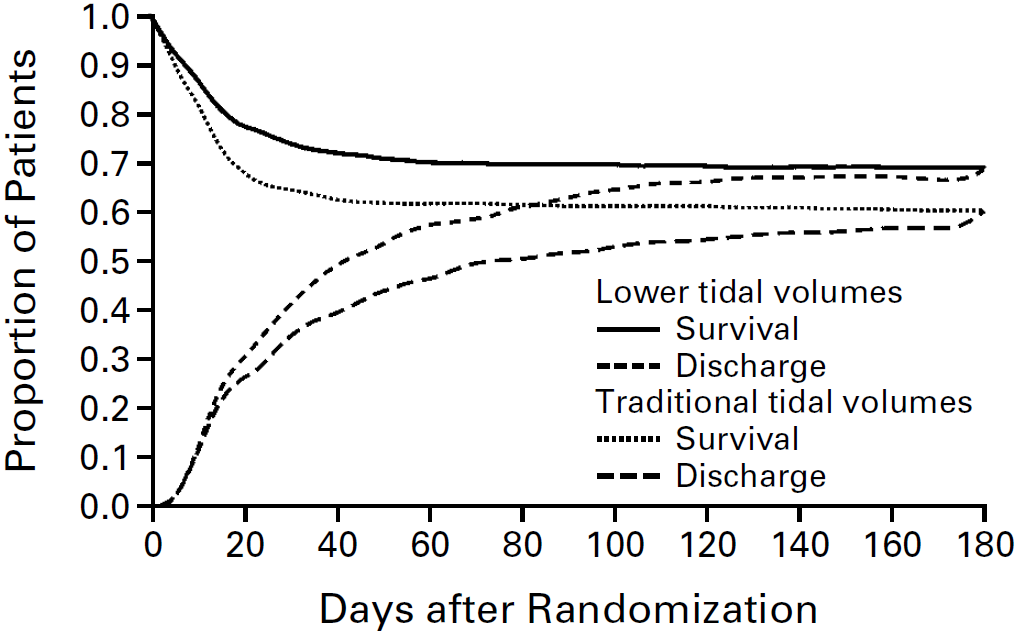 1.0
0.9
0.8
0.7
0.6
0.5
0.4
0.3
0.2
0.1
0.0
Proportion of Patients
Lower tidal volumes
Survival
Discharge
Traditional tidal volumes
Survival
Discharge
0 20 40 60 80 100 120 140 160 180
Days after Randomization